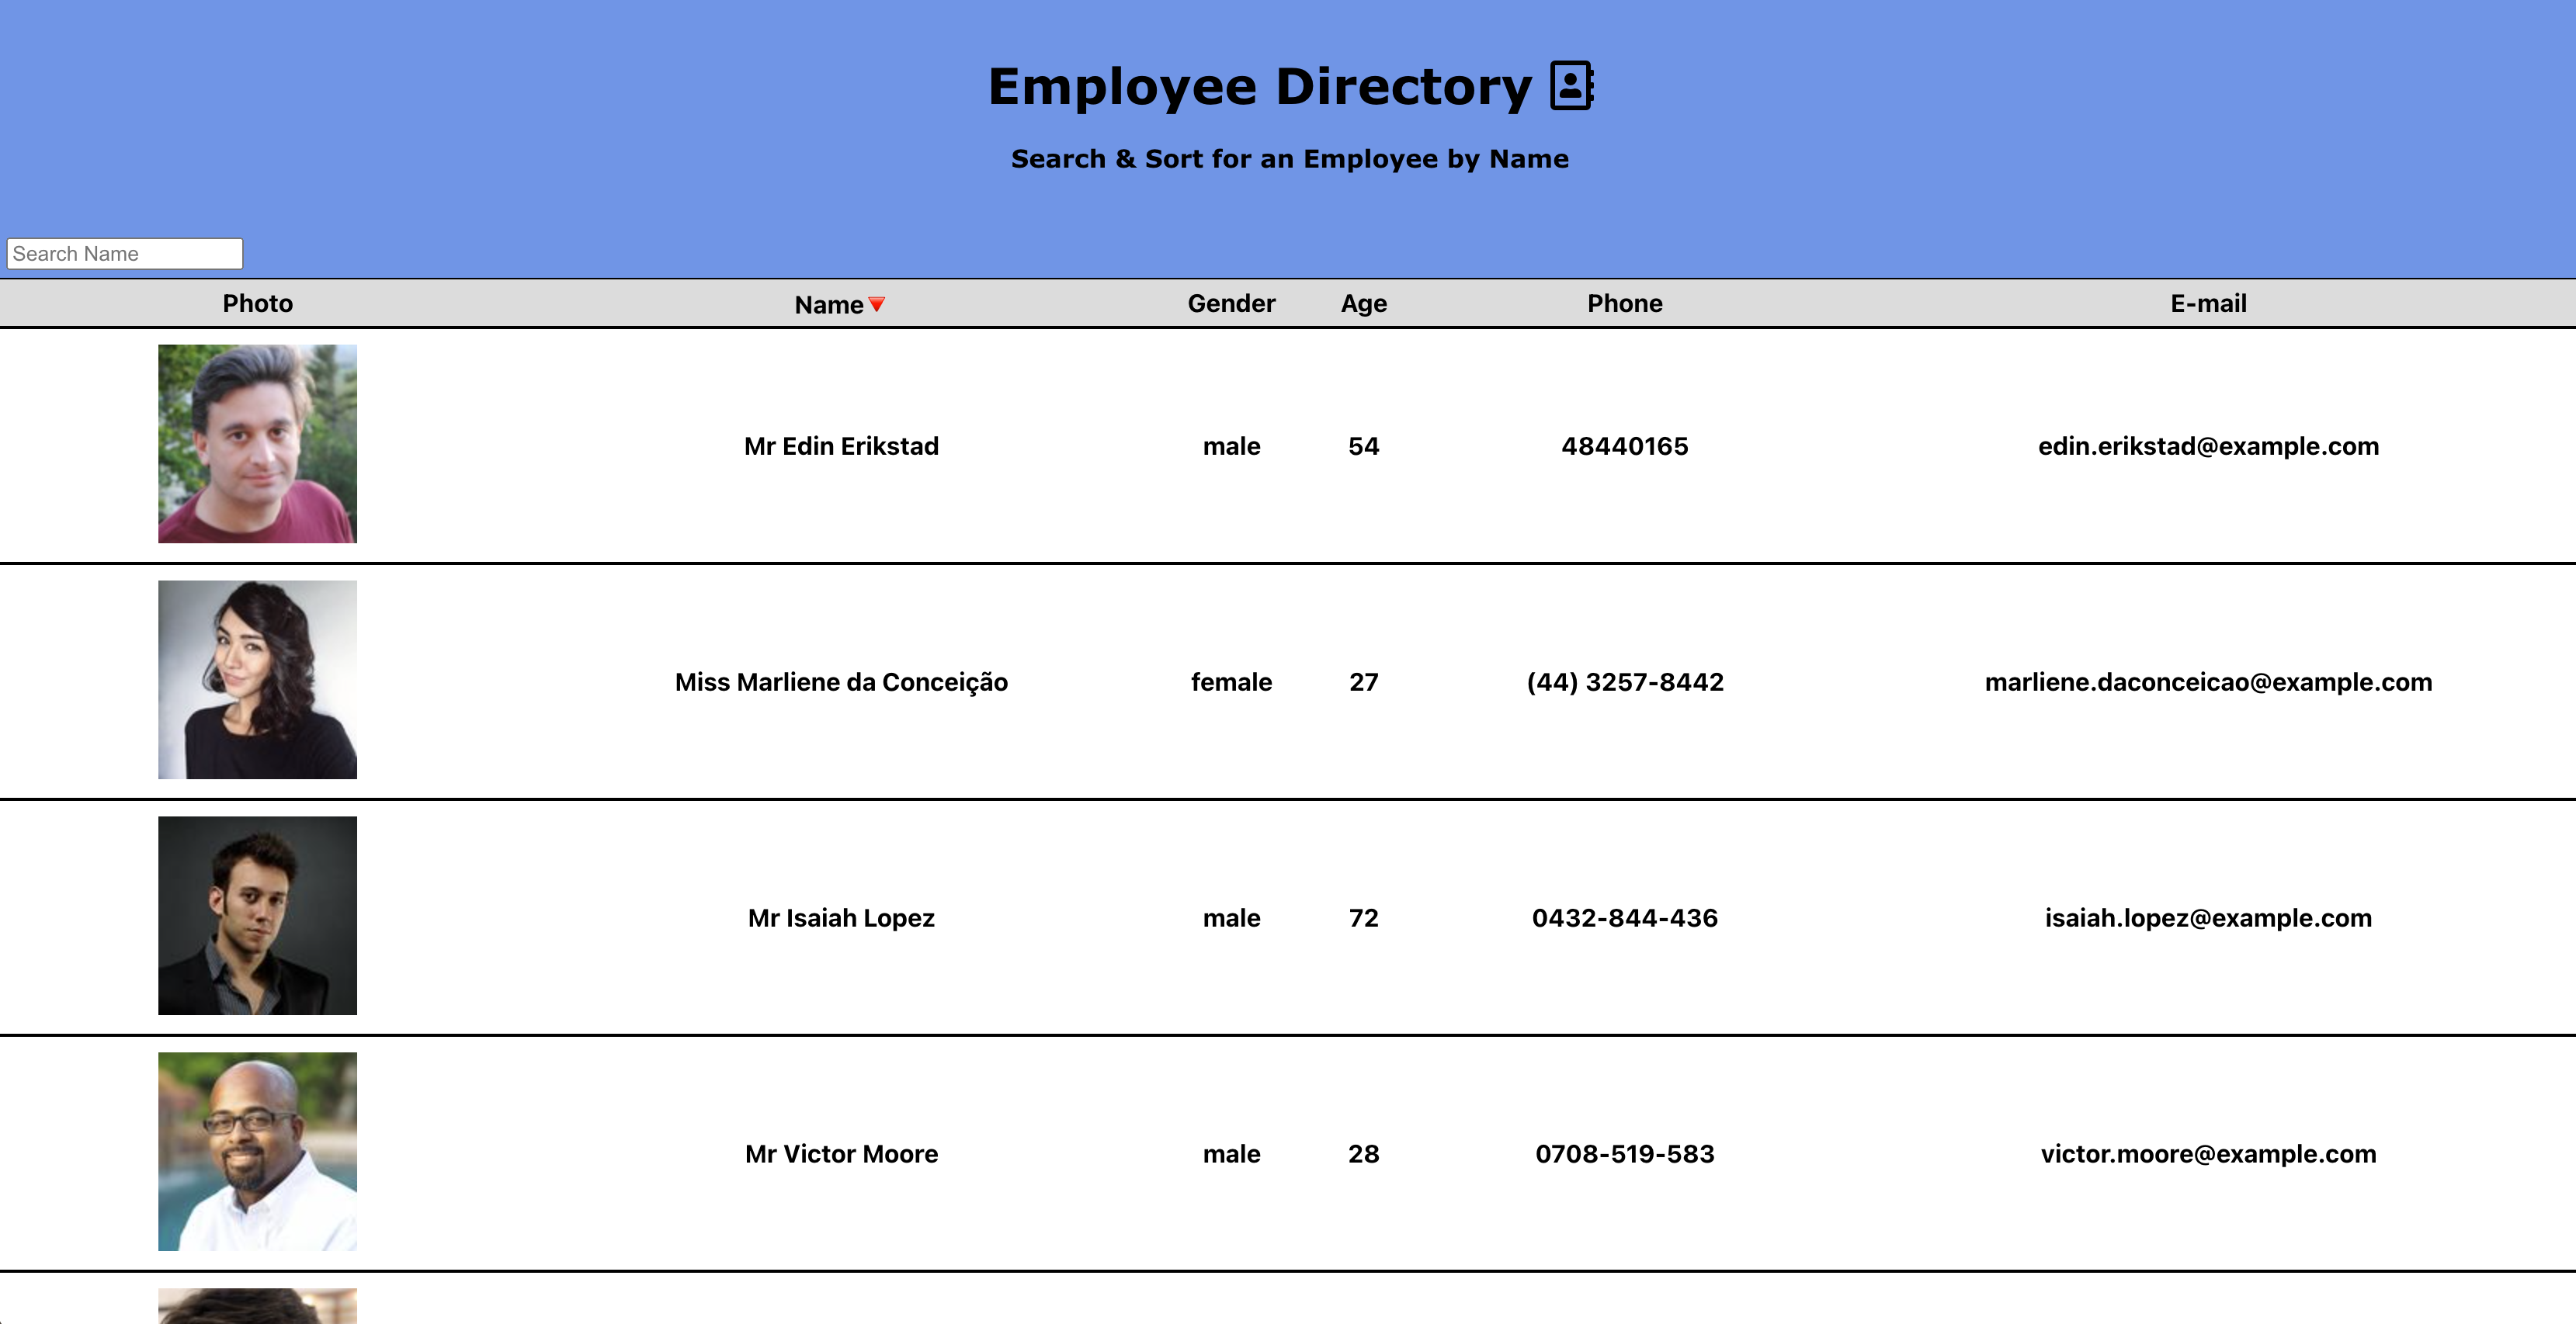 Employee Directory
Search & Sort for an Employee by Name
Search Name
Photo Name Gender Age Phone E-mail
Mr Edin Erikstad male 54 48440165 edin.erikstad@example.com
Miss Marliene da Conceição female 27 (44) 3257-8442 marliene.daconceicao@example.com
Mr Isaiah Lopez male 72 0432-844-436 isaiah.lopez@example.com
Mr Victor Moore male 28 0708-519-583 victor.moore@example.com